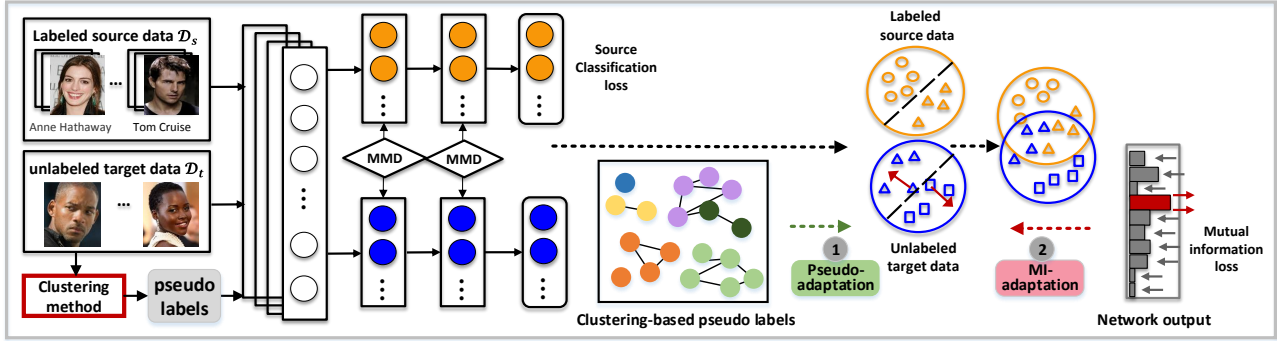 Labeled source data 𝒟s
...
Anne Hathaway
Tom Cruise
unlabeled target data 𝒟t
...
Clustering
method
pseudo
labels
MMD
MMD
Source
Classification
loss
Clustering-based pseudo labels
1
Pseudo-
adaptation
Labeled
source data
Unlabeled
target data
2
MI-
adaptation
Mutual
information
loss
Network output